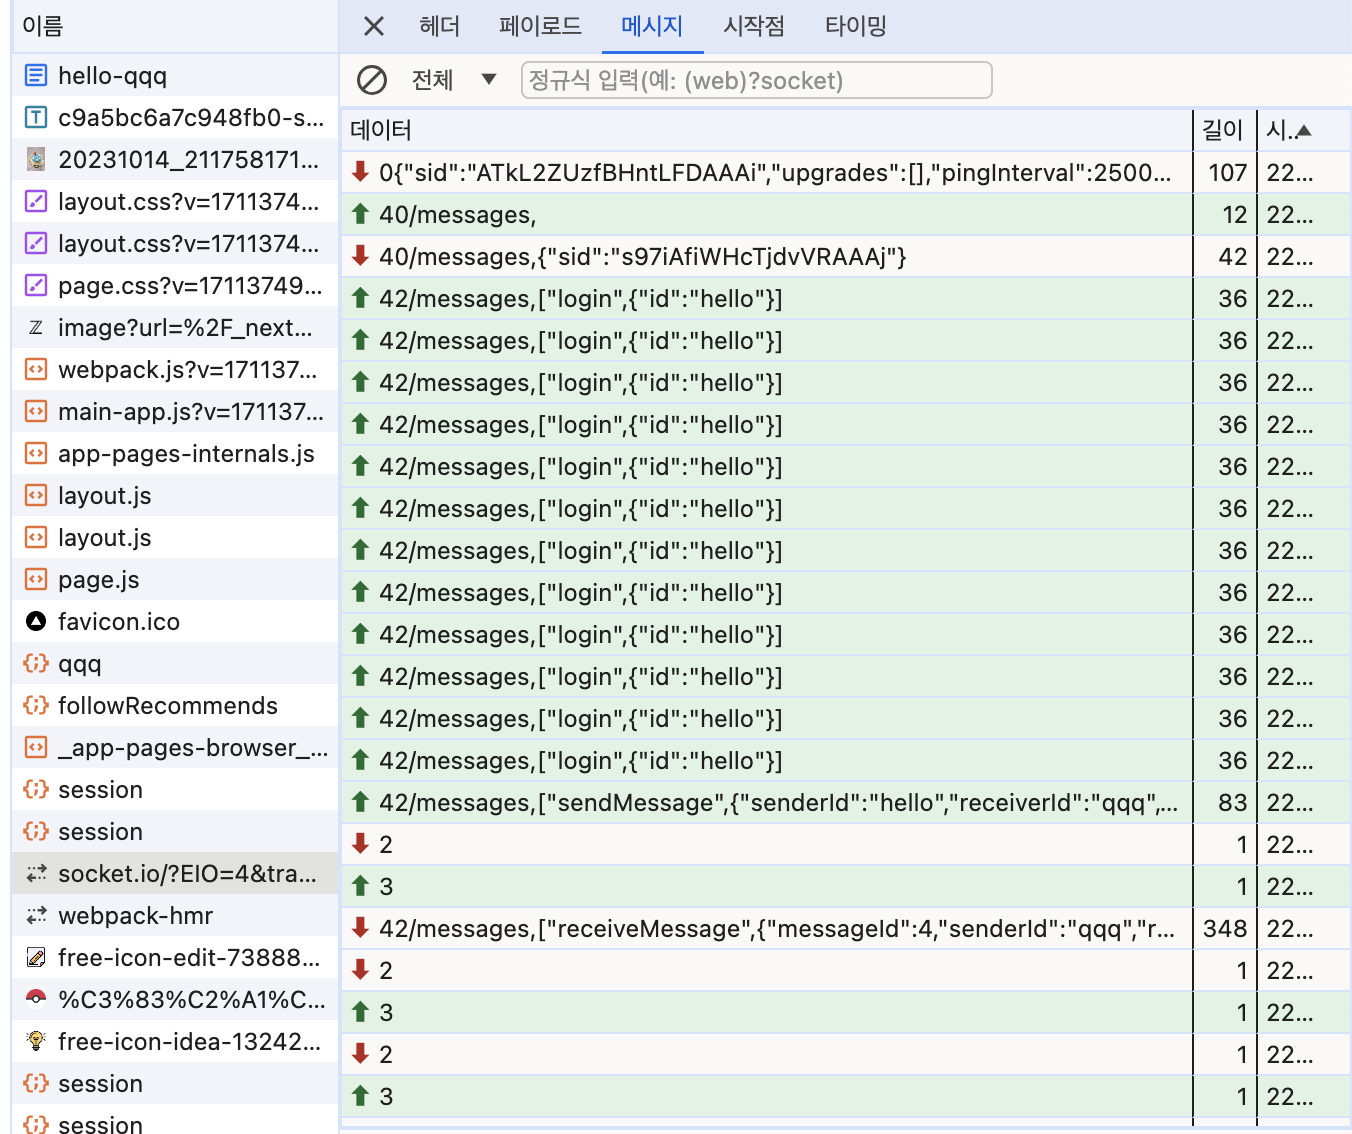 이름
hello-qqq
c9a5bc6a7c948fb0-s...
20231014_211758171...
layout.css?v=1711374...
layout.css?v=1711374...
page.css?v=17113749...
image?url=%2F_next...
webpack.js?v=171137...
main-app.js?v=171137...
app-pages-internals.js
layout.js
layout.js
page.js
favicon.ico
qqq
followRecommends
_app-pages-browser_...
session
session
socket.io/?EIO=4&tra...
webpack-hmr
free-icon-edit-73888...
%C3%83%C2%A1%C...
free-icon-idea-13242...
session
session
헤더 페이로드 메시지 시작점 타이밍
전체 정규식 입력(예: (web)?socket)
데이터 길이 시..
0{"sid":"ATkL2ZUzfBHntLFDAAAi","upgrades":[],"pingInterval":2500... 107 22...
40/messages, 12 22...
40/messages,{"sid":"s97iAfiWHcTjdvVRAAAj"} 42 22...
42/messages,["login",{"id":"hello"}] 36 22...
42/messages,["login",{"id":"hello"}] 36 22...
42/messages,["login",{"id":"hello"}] 36 22...
42/messages,["login",{"id":"hello"}] 36 22...
42/messages,["login",{"id":"hello"}] 36 22...
42/messages,["login",{"id":"hello"}] 36 22...
42/messages,["login",{"id":"hello"}] 36 22...
42/messages,["login",{"id":"hello"}] 36 22...
42/messages,["login",{"id":"hello"}] 36 22...
42/messages,["login",{"id":"hello"}] 36 22...
42/messages,["login",{"id":"hello"}] 36 22...
42/messages,["login",{"id":"hello"}] 36 22...
42/messages,["sendMessage",{"senderId":"hello","receiverId":"qqq",... 83 22...
2 1 22...
3 1 22...
42/messages,["receiveMessage",{"messageId":4,"senderId":"qqq","r... 348 22...
2 1 22...
3 1 22...
2 1 22...
3 1 22...